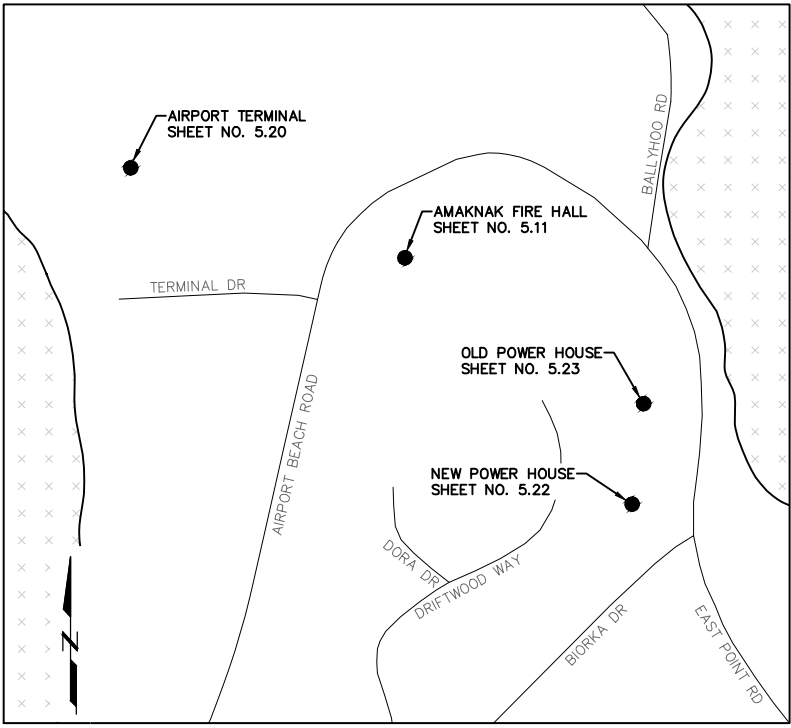 AIRPORT TERMINAL
SHEET NO. 5.20
BALLYHOO RD
AMAKNAK FIRE HALL
SHEET NO. 5.11
TERMINAL DR
OLD POWER HOUSE
SHEET NO. 5.23
AIRPORT BEACH ROAD
NEW POWER HOUSE
SHEET NO. 5.22
DORA DR
DRIFTWOOD WAY
BIORKA DR
EAST POINT RD
N